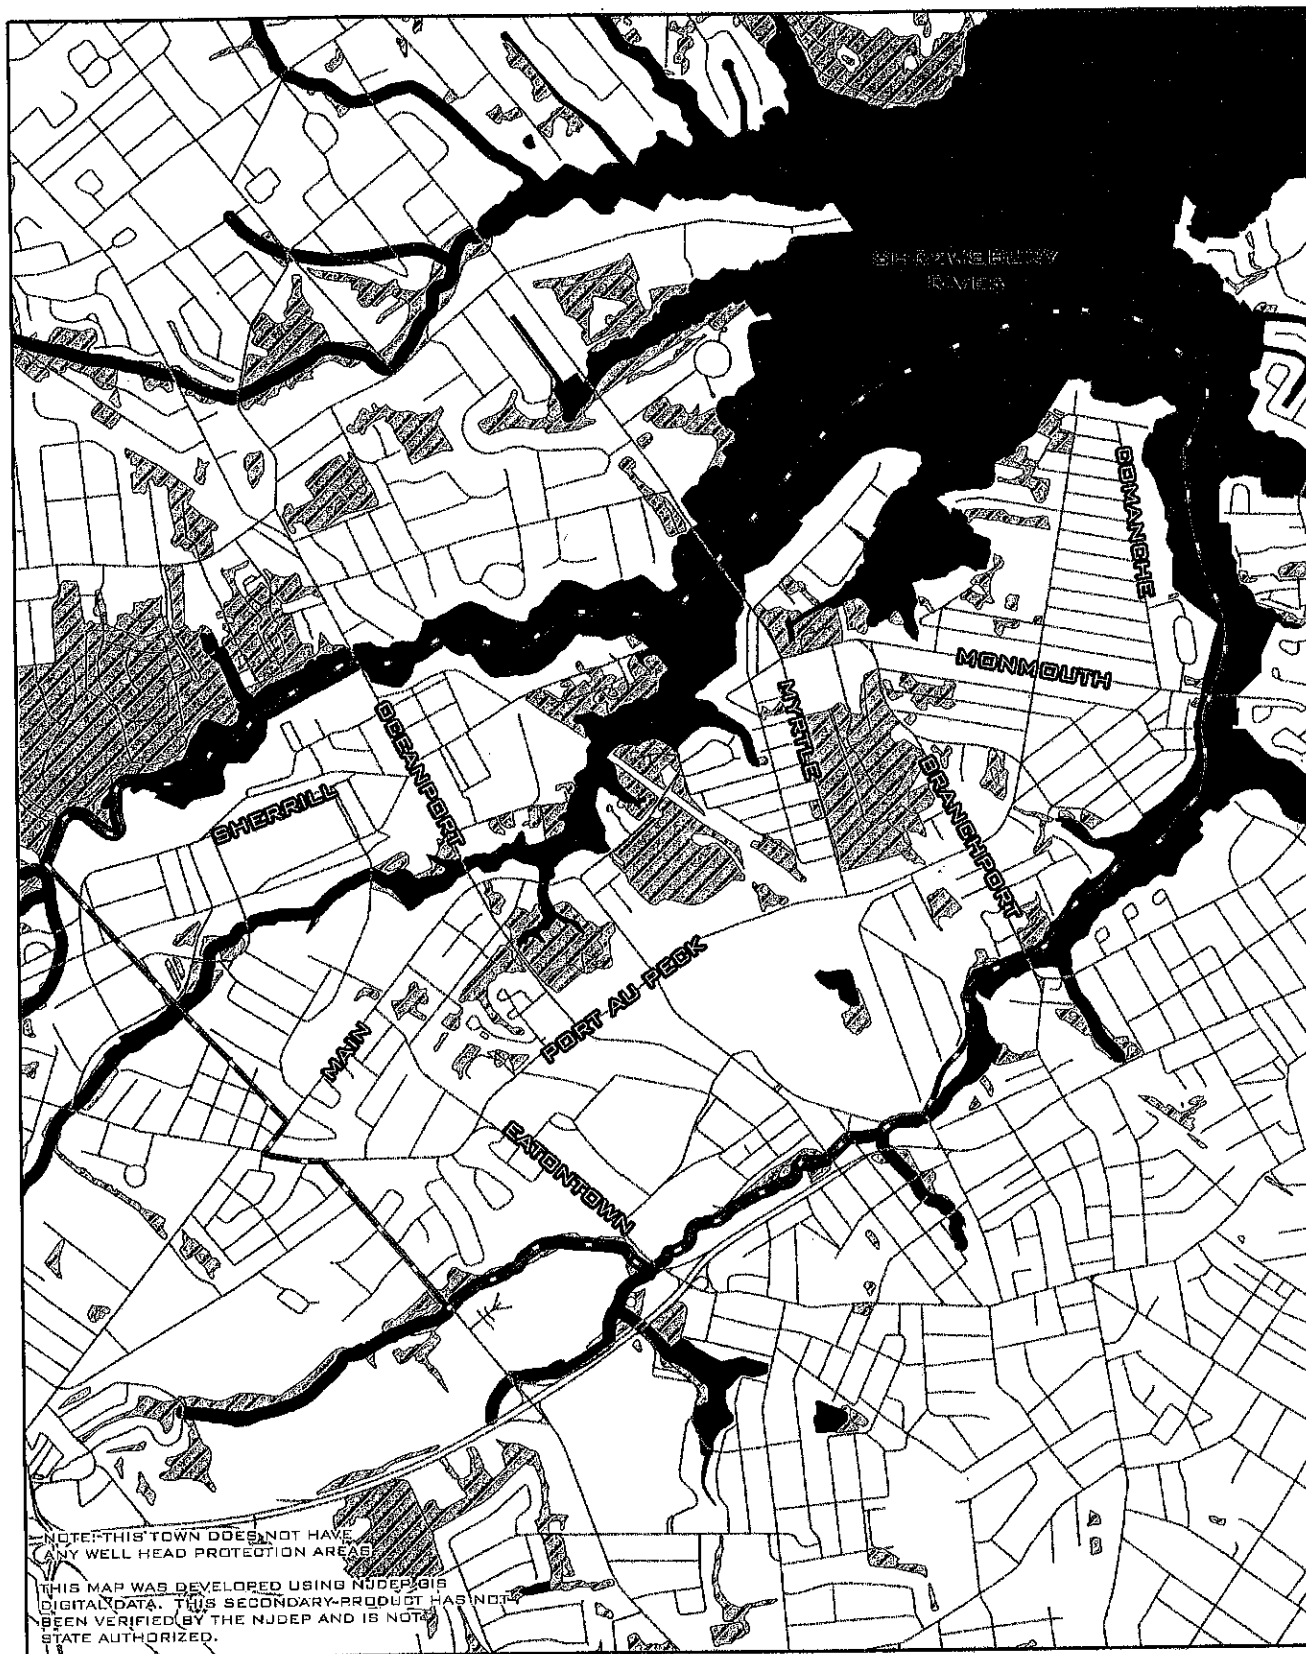 SHREWSBURY
RIVER
COMANCHE
MONMOUTH
MYRTLE
OCEANPORT
BRANCHPORT
SHERRILL
PORT AU PECK
MAIN
EATONTOWN
NOTE: THIS TOWN DOES NOT HAVE
ANY WELL HEAD PROTECTION AREAS
THIS MAP WAS DEVELOPED USING NJDEP GIS
DIGITAL DATA. THIS SECONDARY PRODUCT HAS NOT
BEEN VERIFIED BY THE NJDEP AND IS NOT
STATE AUTHORIZED.